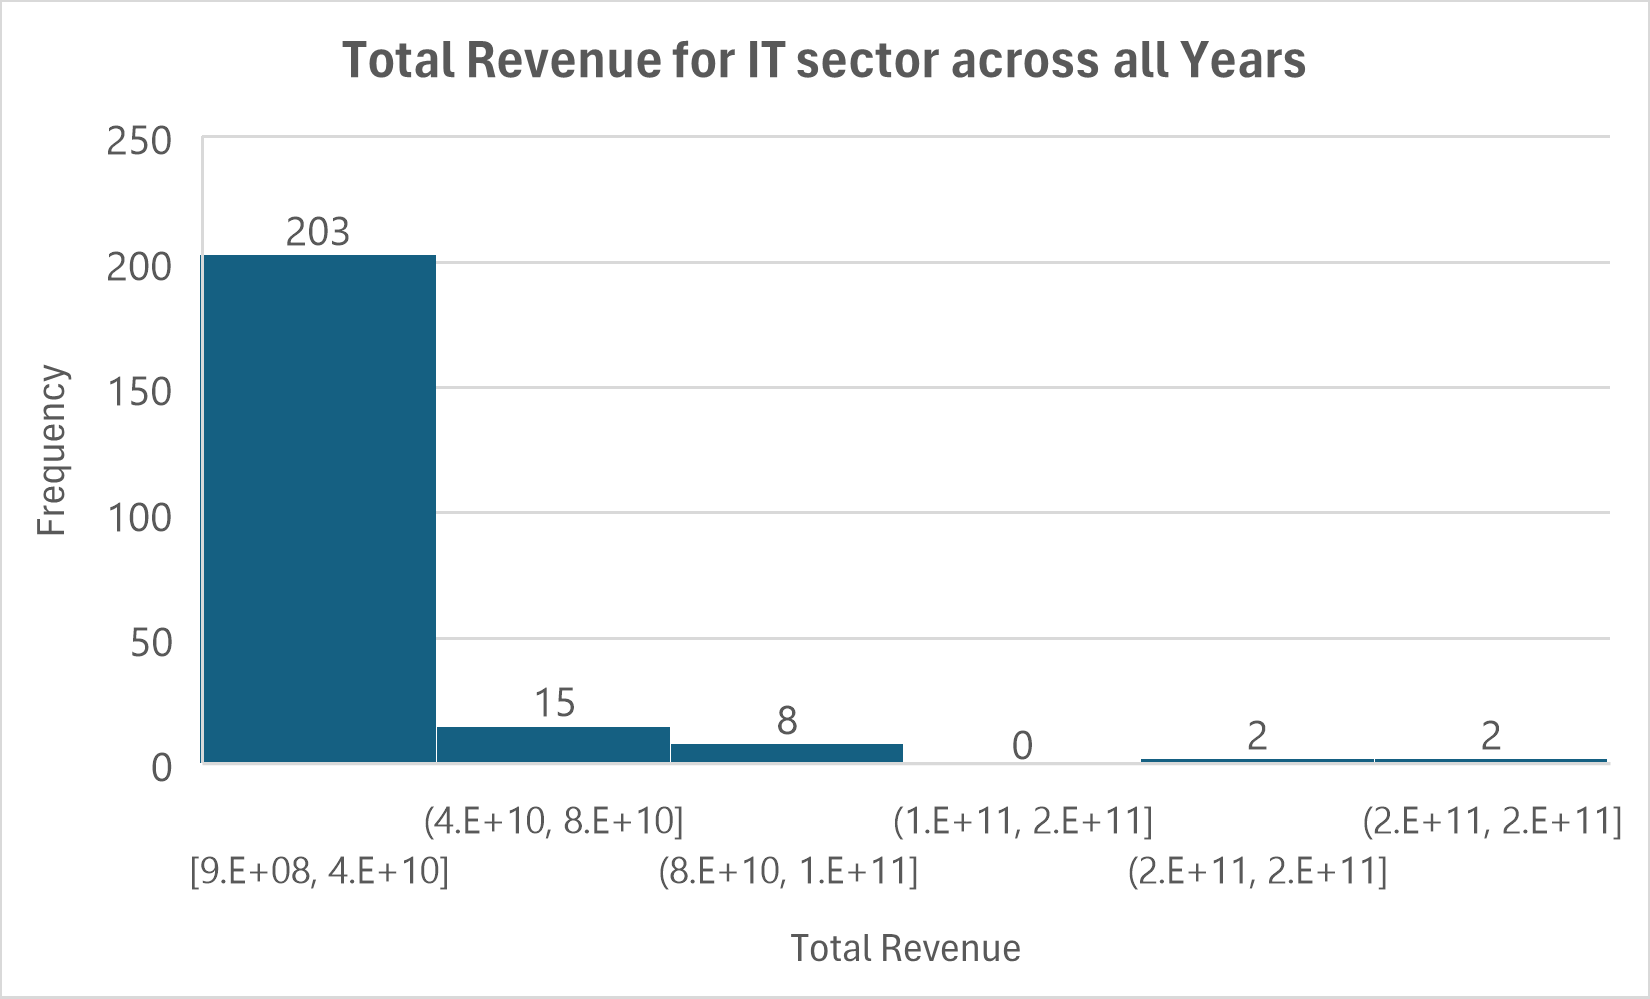 Total Revenue for IT sector across all Years
250
200
150
100
50
0
Frequency
203
15
8
0
2
2
[9.E+08, 4.E+10]
(4.E+10, 8.E+10]
(8.E+10, 1.E+11]
(1.E+11, 2.E+11]
(2.E+11, 2.E+11]
(2.E+11, 2.E+11]
Total Revenue